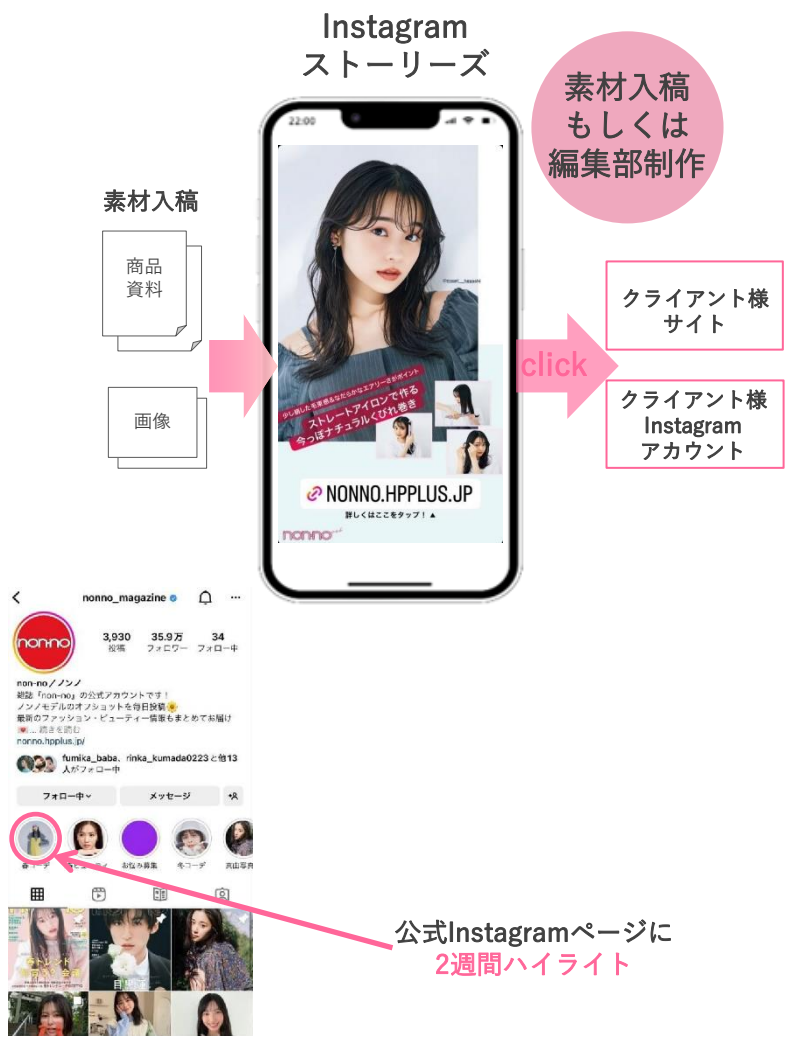 Instagram
ストーリーズ
素材入稿
もしくは
編集部制作
素材入稿
商品
資料
画像
22:00
少し崩した毛束感&なだらかなエアリーさがポイント
ストレートアイロンで作る
今っぽナチュラルくびれ巻き
NONNO.HPPLUS.JP
詳しくはここをタップ！▲
non-no
click
クライアント様
サイト
クライアント様
Instagram
アカウント
nonno_magazine
non-no
3,930 35.9万 34
投稿 フォロワー フォロー中
non-no／ノンノ
雑誌『non-no』の公式アカウントです！
ノンノモデルのオフショットを毎日投稿🌻
最新のファッション・ビューティー情報もまとめてお届け
💌... 続きを読む
nonno.hpplus.jp/
fumika_baba、rinka_kumada0223と他13
人がフォロー中
フォロー中 メッセージ
お悩み募集 冬コーデ 真山写真
春トレンド
公式Instagramページに
2週間ハイライト